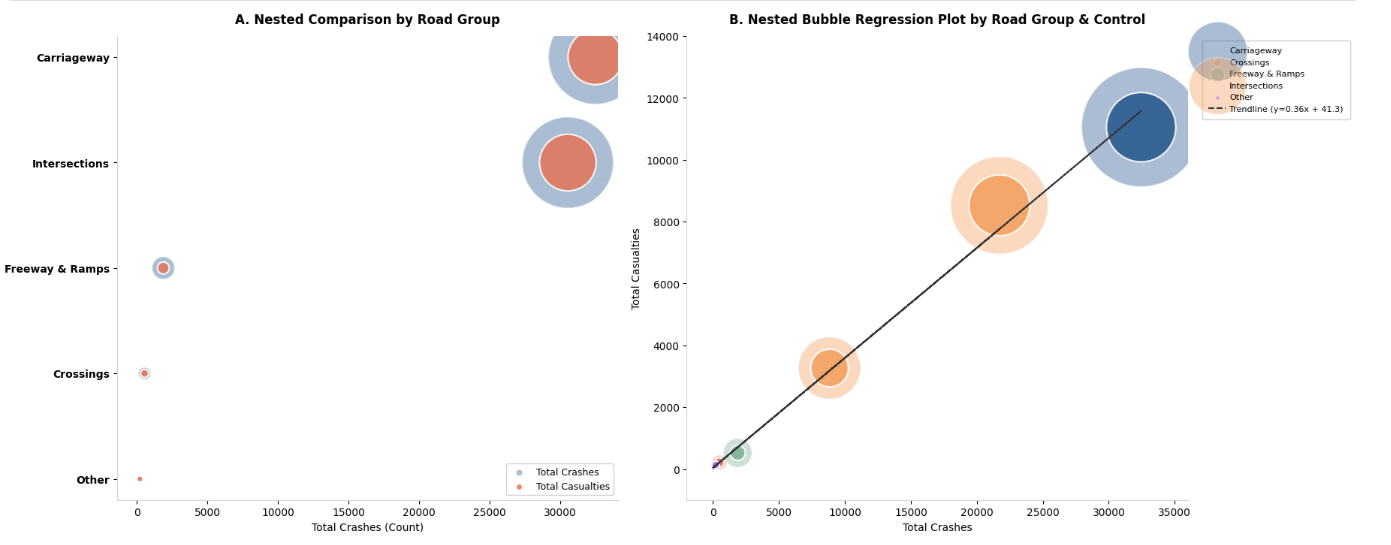 A. Nested Comparison by Road Group
Carriageway
Intersections
Freeway & Ramps
Crossings
Other
0 5000 10000 15000 20000 25000 30000
Total Crashes (Count)
Total Crashes
Total Casualties
B. Nested Bubble Regression Plot by Road Group & Control
14000
12000
10000
8000
6000
4000
2000
0
Total Casualties
0 5000 10000 15000 20000 25000 30000 35000
Total Crashes
Carriageway
Crossings
Freeway & Ramps
Intersections
Other
Trendline (y=0.36x + 41.3)